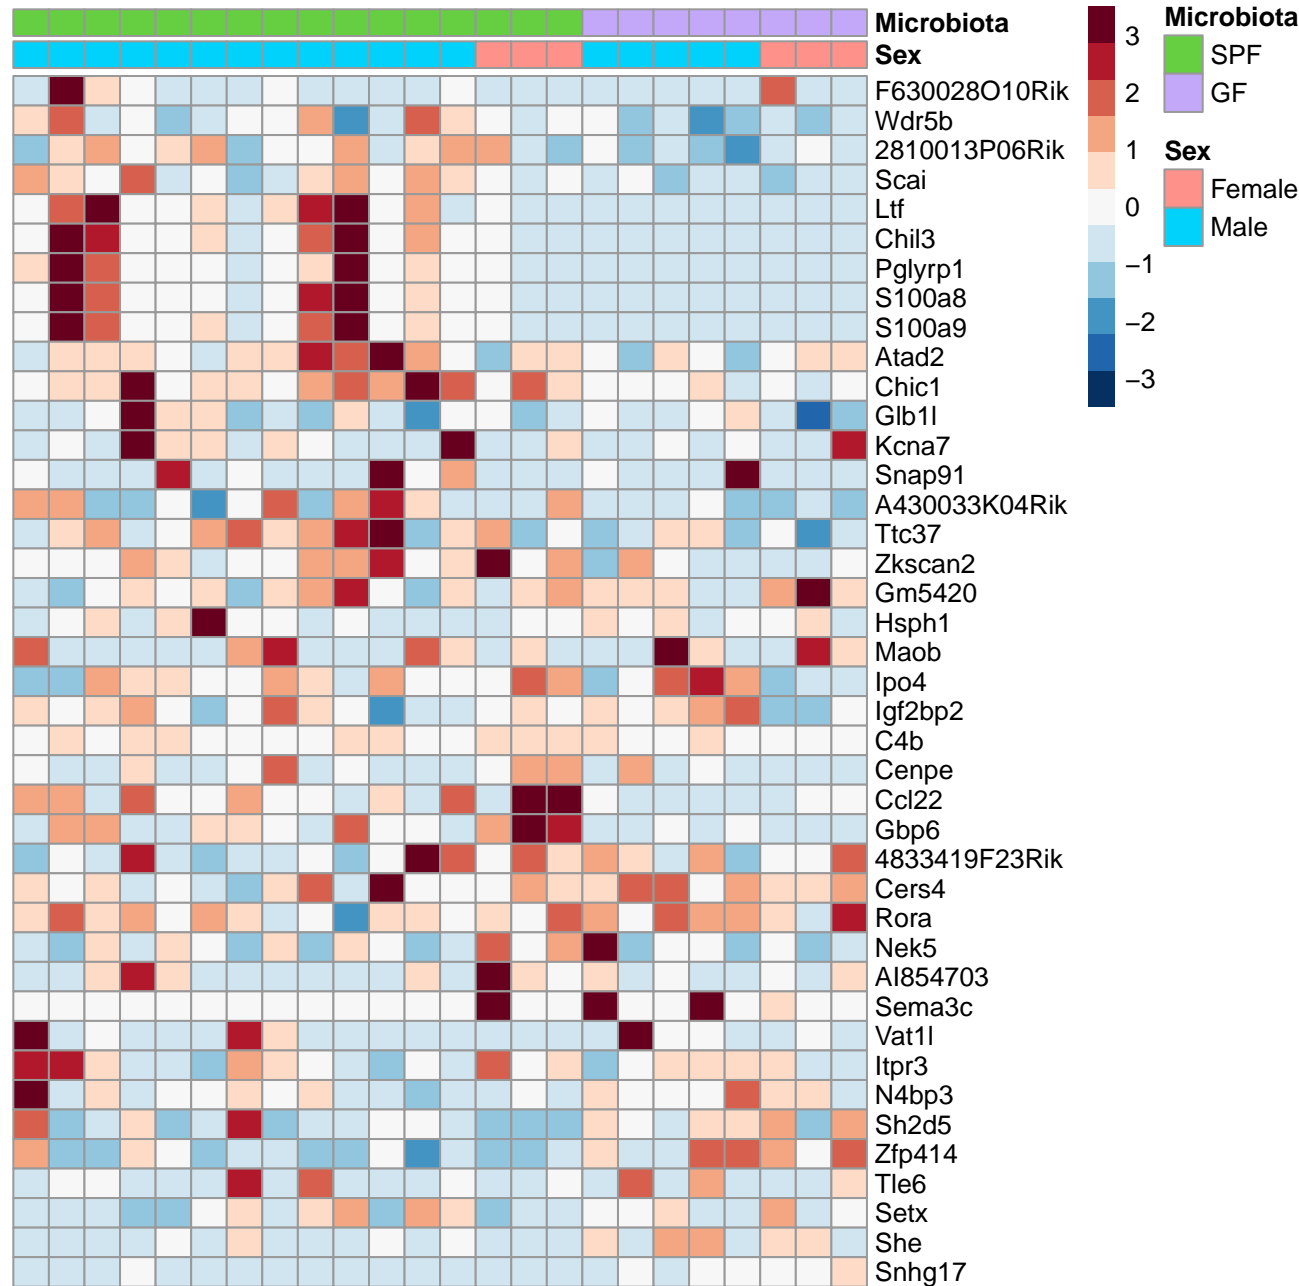 Microbiota
Sex
F630028O10Rik
Wdr5b
2810013P06Rik
Scai
Ltf
Chil3
Pglyrp1
S100a8
S100a9
Atad2
Chic1
Glb1l
Kcna7
Snap91
A430033K04Rik
Ttc37
Zkscan2
Gm5420
Hsph1
Maob
Ipo4
Igf2bp2
C4b
Cenpe
Ccl22
Gbp6
4833419F23Rik
Cers4
Rora
Nek5
AI854703
Sema3c
Vat1l
Itpr3
N4bp3
Sh2d5
Zfp414
Tle6
Setx
She
Snhg17
3
2
1
0
−1
−2
−3
Microbiota
SPF
GF
Sex
Female
Male